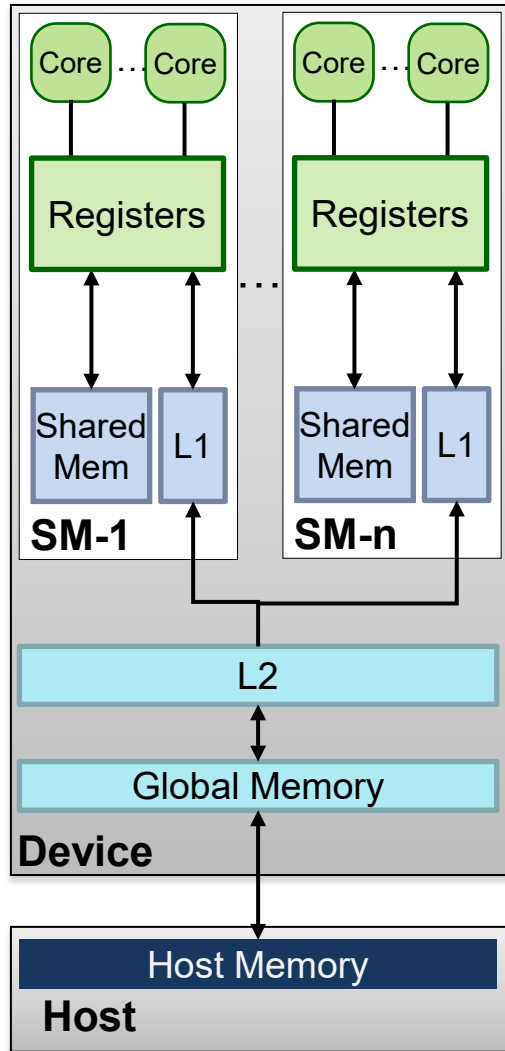 Core ... Core
Core ... Core
Registers
Registers
...
Shared
Mem
L1
Shared
Mem
L1
SM-1
SM-n
L2
Global Memory
Device
Host Memory
Host